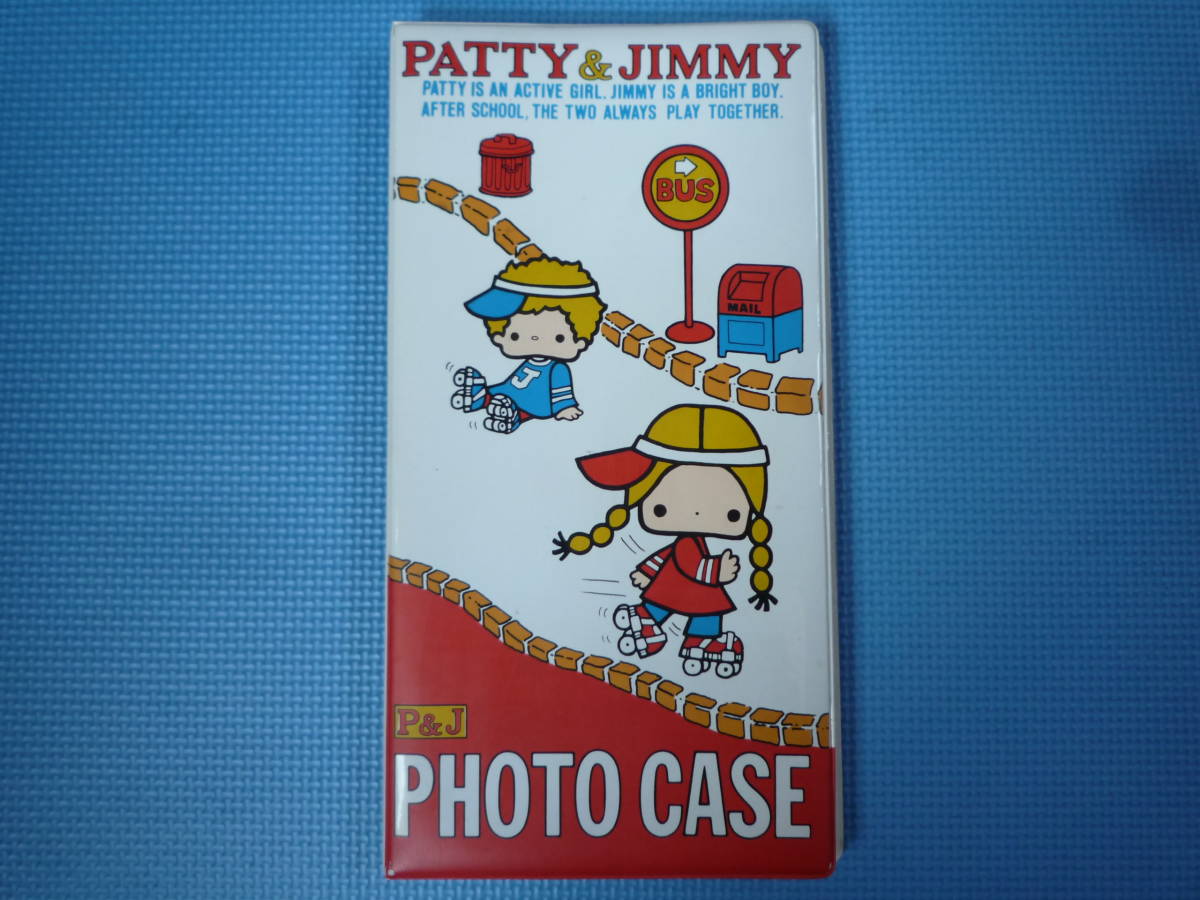 PATTY & JIMMY
PATTY IS AN ACTIVE GIRL. JIMMY IS A BRIGHT BOY.
AFTER SCHOOL, THE TWO ALWAYS PLAY TOGETHER.
BUS
MAIL
J
P&J
PHOTO CASE